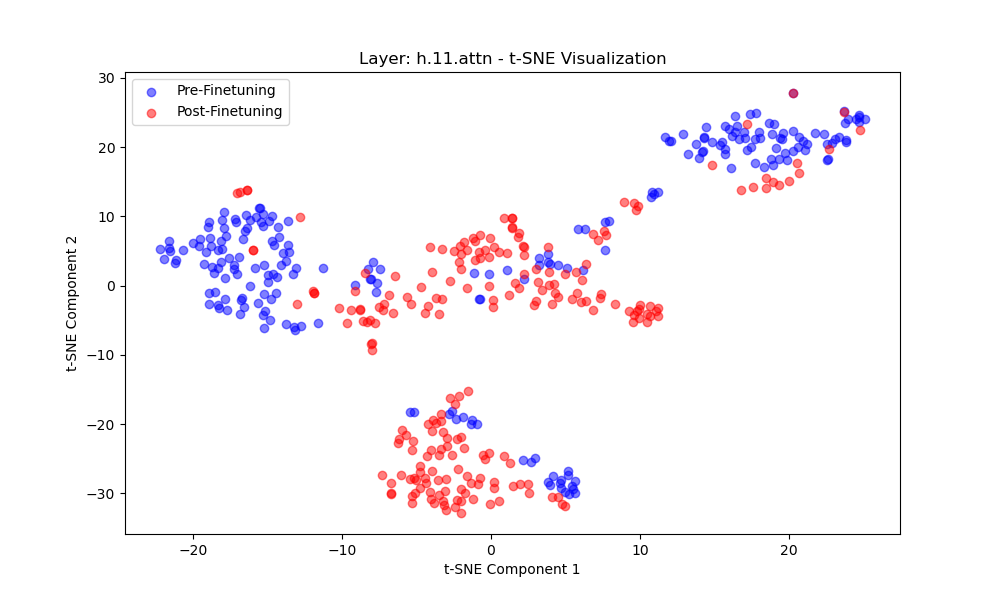 Layer: h.11.attn - t-SNE Visualization
Pre-Finetuning
Post-Finetuning
30
20
10
0
−10
−20
−30
t-SNE Component 2
−20
−10
0
10
20
t-SNE Component 1